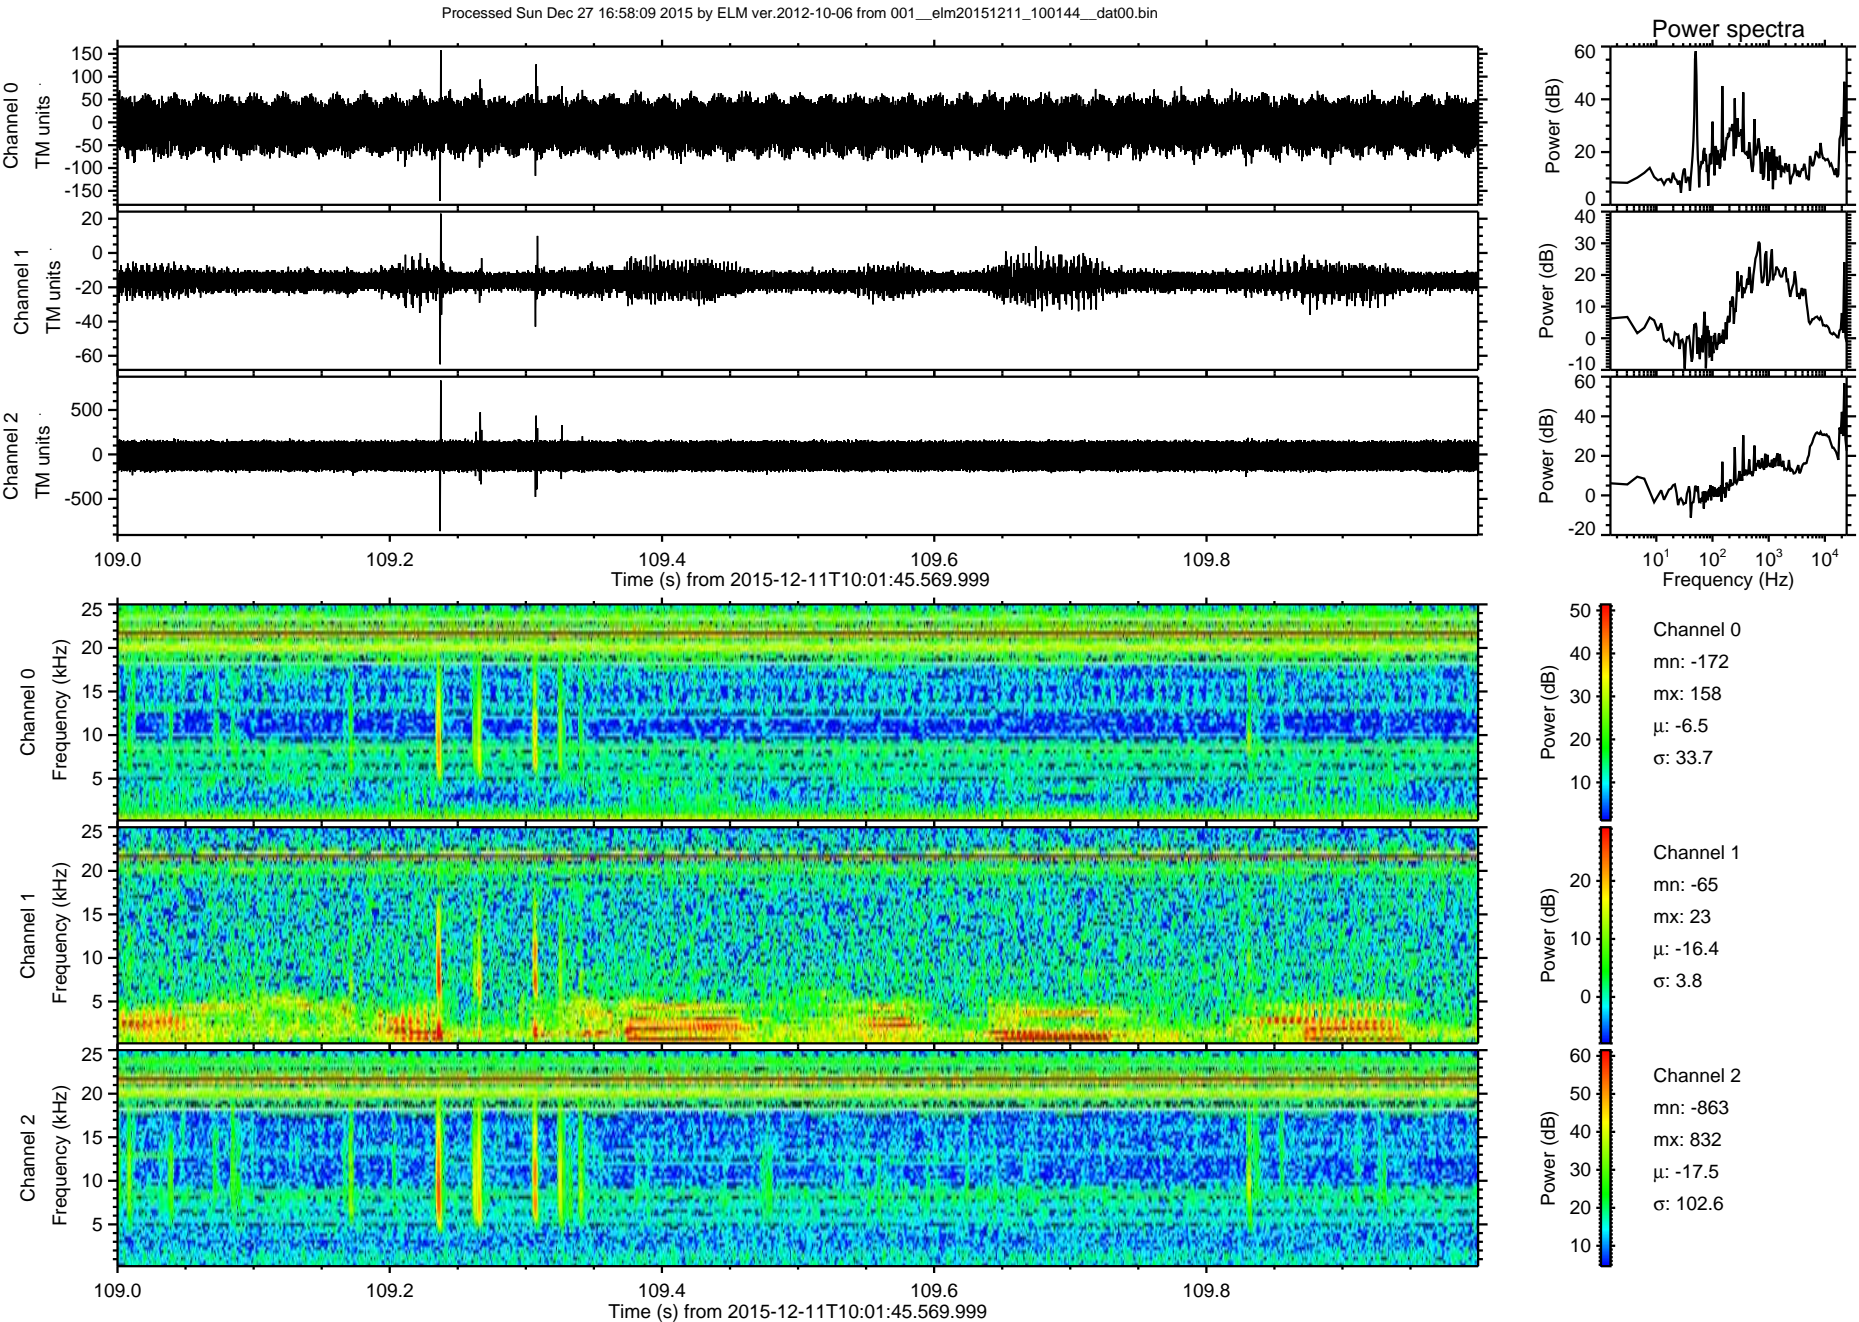 Processed Sun Dec 27 16:58:09 2015 by ELM ver.2012-10-06 from 001__elm20151211_100144__dat00.bin
Power spectra
Channel 0
TM units
150
100
50
0
-50
-100
-150
Power (dB)
60
40
20
0
Channel 1
TM units
20
0
-20
-40
-60
Power (dB)
40
30
20
10
0
-10
Channel 2
TM units
500
0
-500
Power (dB)
60
40
20
0
-20
109.0 109.2 109.4 109.6 109.8
Time (s) from 2015-12-11T10:01:45.569.999
10¹ 10² 10³ 10⁴
Frequency (Hz)
Channel 0
Frequency (kHz)
25
20
15
10
5
Power (dB)
50
40
30
20
10
Channel 0
mn: -172
mx: 158
μ: -6.5
σ: 33.7
Channel 1
Frequency (kHz)
25
20
15
10
5
Power (dB)
20
10
0
Channel 1
mn: -65
mx: 23
μ: -16.4
σ: 3.8
Channel 2
Frequency (kHz)
25
20
15
10
5
Power (dB)
60
50
40
30
20
10
Channel 2
mn: -863
mx: 832
μ: -17.5
σ: 102.6
109.0 109.2 109.4 109.6 109.8
Time (s) from 2015-12-11T10:01:45.569.999